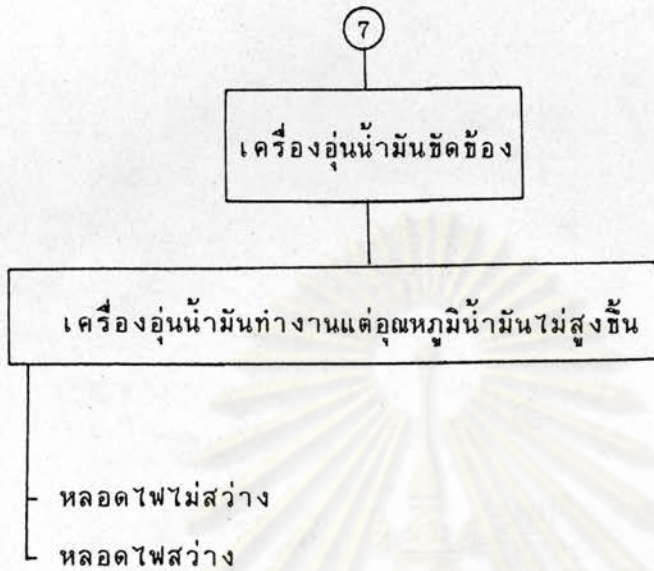 7
เครื่องอุ่นน้ำมันขัดข้อง
เครื่องอุ่นน้ำมันทำงานแต่อุณหภูมิน้ำมันไม่สูงขึ้น
หลอดไฟไม่สว่าง
หลอดไฟสว่าง